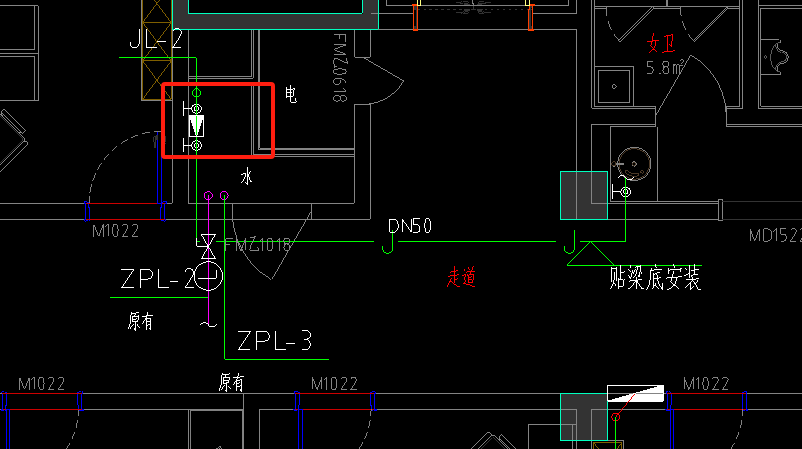 JL-2
FMZ0618
电
女卫
5.8㎡
水
M1022
FMZ1018
DN50
J
J
MD1522
ZPL-2
走道
贴梁底安装
原有
ZPL-3
原有
M1022
M1022
M1022